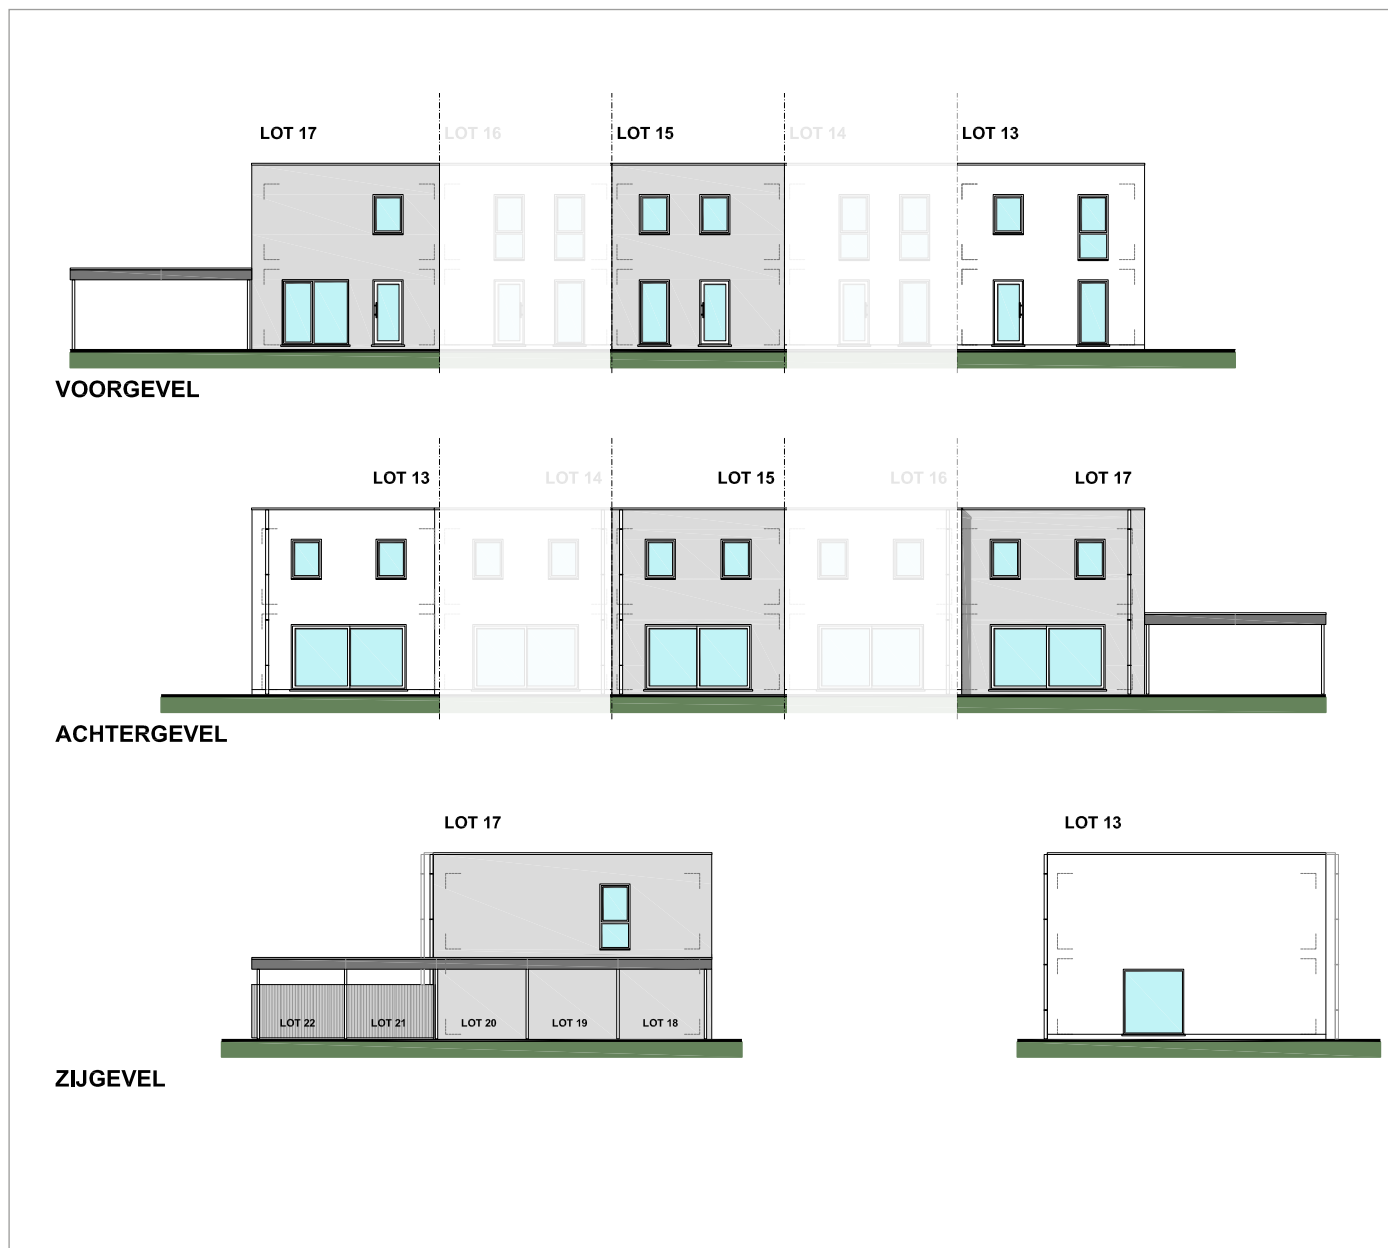 LOT 17 LOT 16 LOT 15 LOT 14 LOT 13
VOORGEVEL
LOT 13 LOT 14 LOT 15 LOT 16 LOT 17
ACHTERGEVEL
LOT 17 LOT 13
LOT 22 LOT 21 LOT 20 LOT 19 LOT 18
ZIJGEVEL